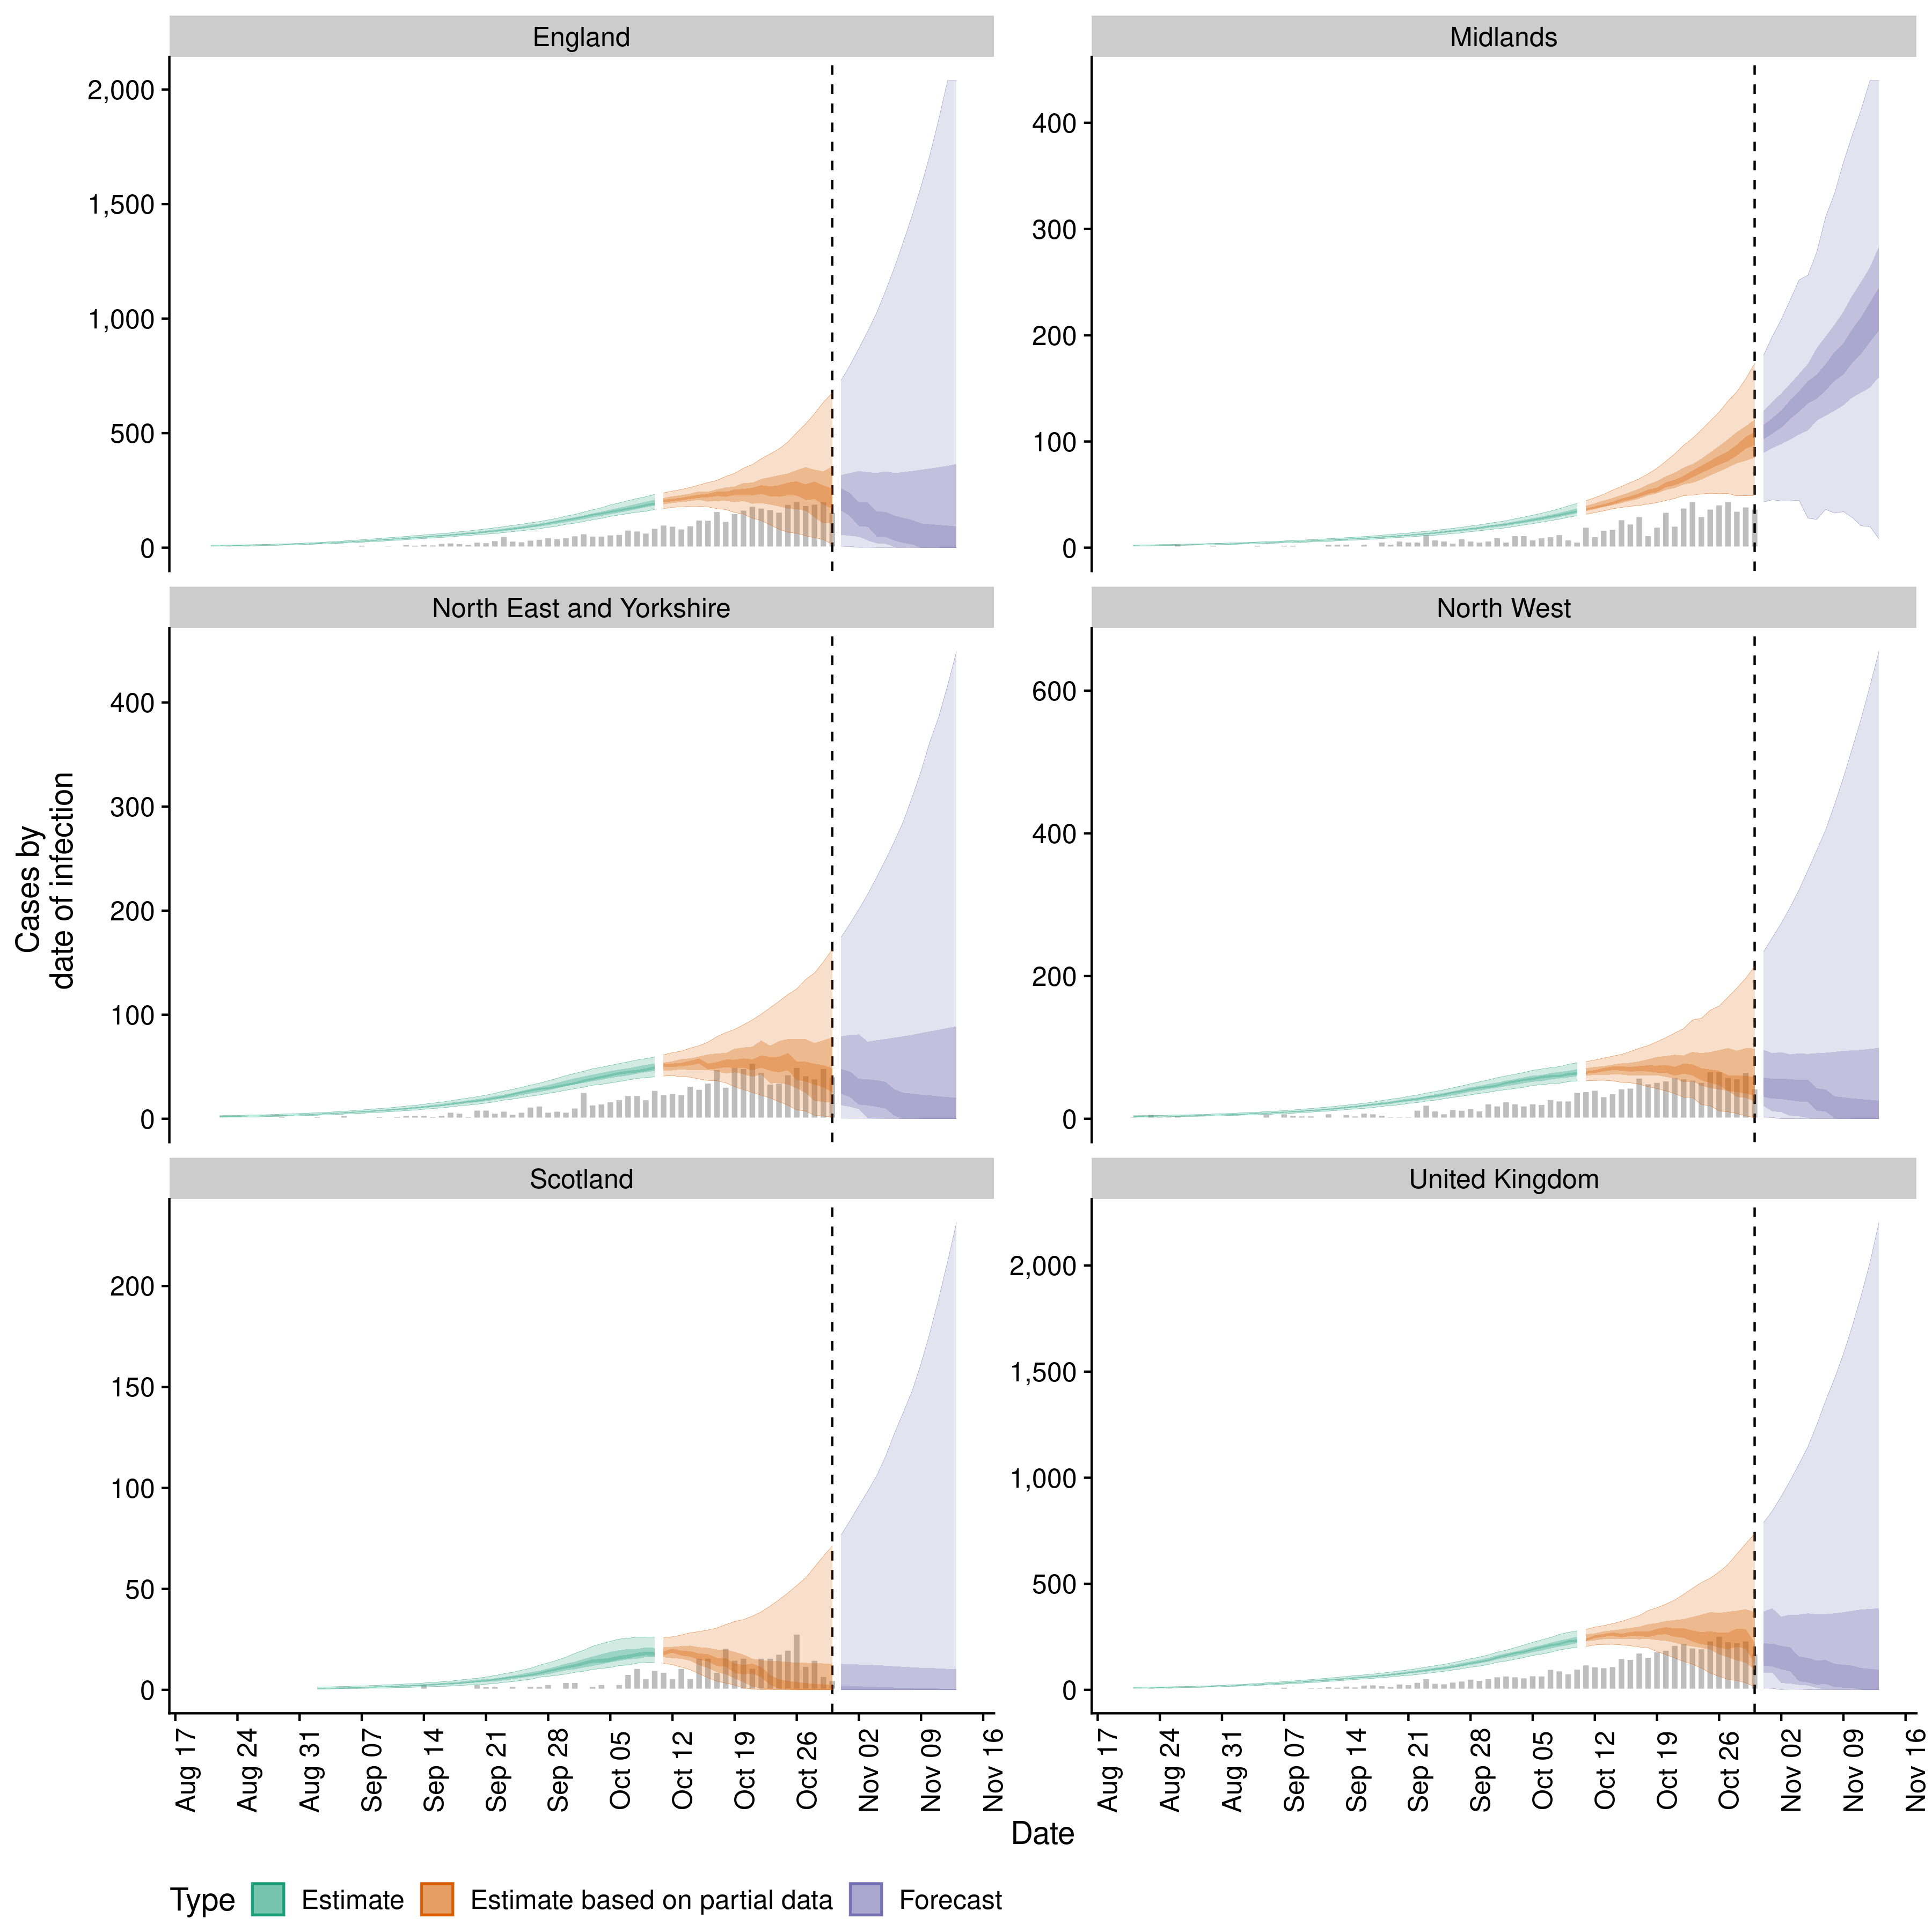 England
Midlands
2,000
1,500
1,000
500
0
400
300
200
100
0
North East and Yorkshire
North West
400
300
200
100
0
600
400
200
0
Scotland
United Kingdom
200
150
100
50
0
2,000
1,500
1,000
500
0
Cases by
date of infection
Aug 17
Aug 24
Aug 31
Sep 07
Sep 14
Sep 21
Sep 28
Oct 05
Oct 12
Oct 19
Oct 26
Nov 02
Nov 09
Nov 16
Aug 17
Aug 24
Aug 31
Sep 07
Sep 14
Sep 21
Sep 28
Oct 05
Oct 12
Oct 19
Oct 26
Nov 02
Nov 09
Nov 16
Date
Type Estimate Estimate based on partial data Forecast